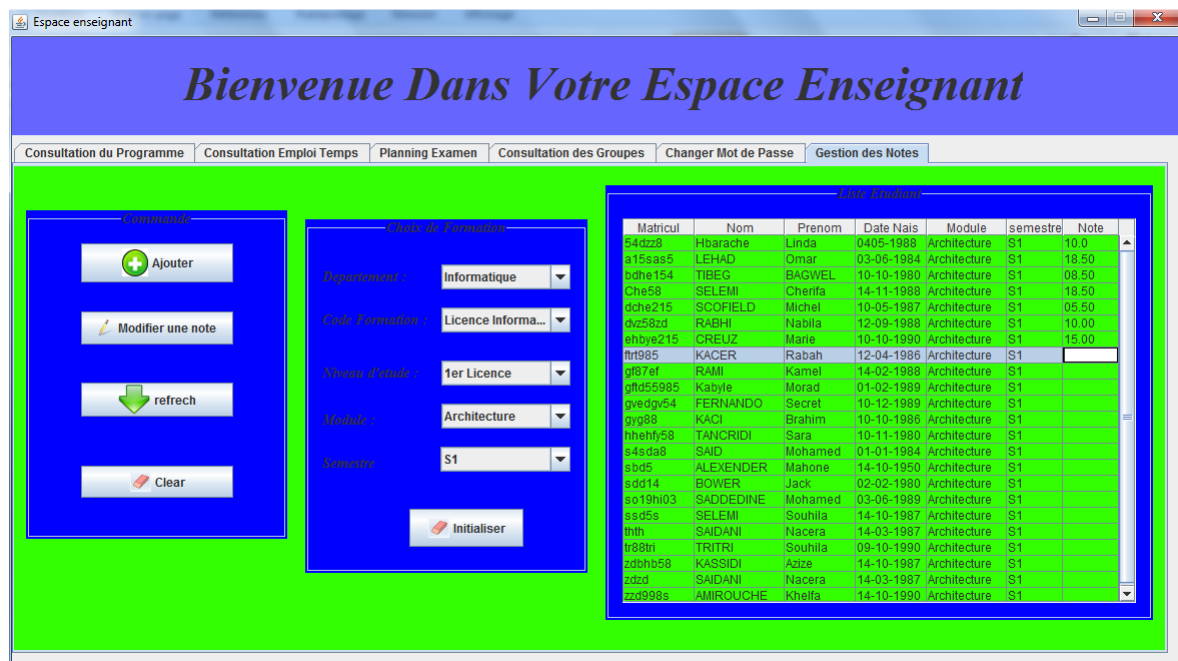 Espace enseignant
Bienvenue Dans Votre Espace Enseignant
Consultation du Programme Consultation Emploi Temps Planning Examen Consultation des Groupes Changer Mot de Passe Gestion des Notes
Commande
Ajouter
Modifier une note
refrech
Clear
Choix de Formation
Departement : Informatique
Code Formation : Licence Informa...
Niveau d'etude : 1er Licence
Module : Architecture
Semestre S1
Initialiser
Liste Etudiant
Matricul Nom Prenom Date Nais Module semestre Note
54dzz8 Hbarache Linda 0405-1988 Architecture S1 10.0
a15sas5 LEHAD Omar 03-06-1984 Architecture S1 18.50
bdhe154 TIBEG BAGWEL 10-10-1980 Architecture S1 08.50
Che58 SELEMI Cherifa 14-11-1988 Architecture S1 18.50
dche215 SCOFIELD Michel 10-05-1987 Architecture S1 05.50
dvz58zd RABHI Nabila 12-09-1988 Architecture S1 10.00
ehbye215 CREUZ Marie 10-10-1990 Architecture S1 15.00
ftrt985 KACER Rabah 12-04-1986 Architecture S1
gf87ef RAMI Kamel 14-02-1988 Architecture S1
gftd55985 Kabyle Morad 01-02-1989 Architecture S1
gvedgv54 FERNANDO Secret 10-12-1989 Architecture S1
gyg88 KACI Brahim 10-10-1986 Architecture S1
hhehfy58 TANCRIDI Sara 10-11-1980 Architecture S1
s4sda8 SAID Mohamed 01-01-1984 Architecture S1
sbd5 ALEXENDER Mahone 14-10-1950 Architecture S1
sdd14 BOWER Jack 02-02-1980 Architecture S1
so19hi03 SADDEDINE Mohamed 03-06-1989 Architecture S1
ssd5s SELEMI Souhila 14-10-1987 Architecture S1
thth SAIDANI Nacera 14-03-1987 Architecture S1
tr88tri TRITRI Souhila 09-10-1990 Architecture S1
zdbhb58 KASSIDI Azize 14-10-1987 Architecture S1
zdzd SAIDANI Nacera 14-03-1987 Architecture S1
zzd998s AMIROUCHE Khelfa 14-10-1990 Architecture S1